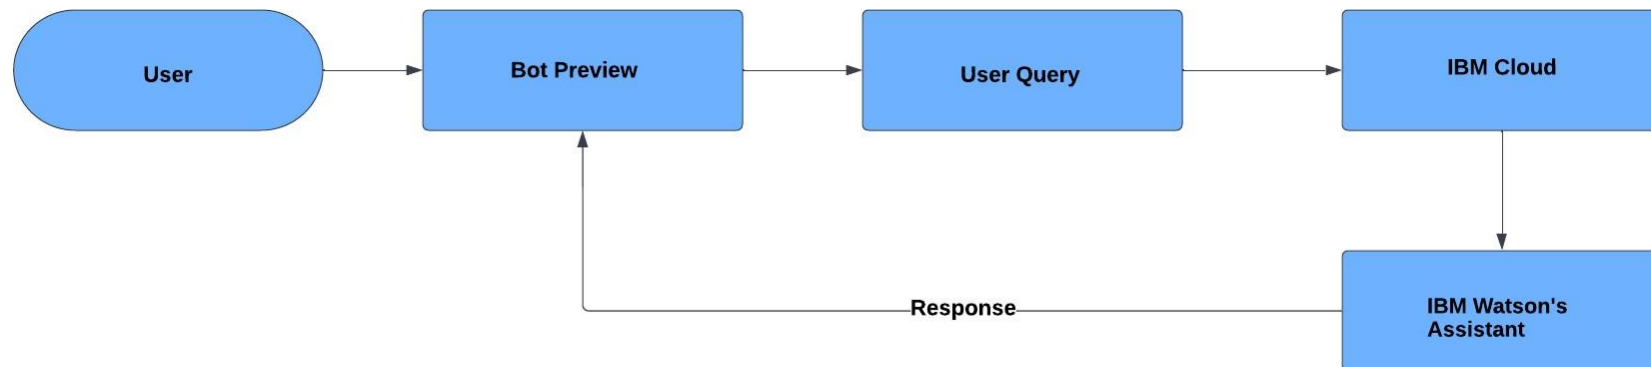 User
Bot Preview
User Query
IBM Cloud
Response
IBM Watson's
Assistant